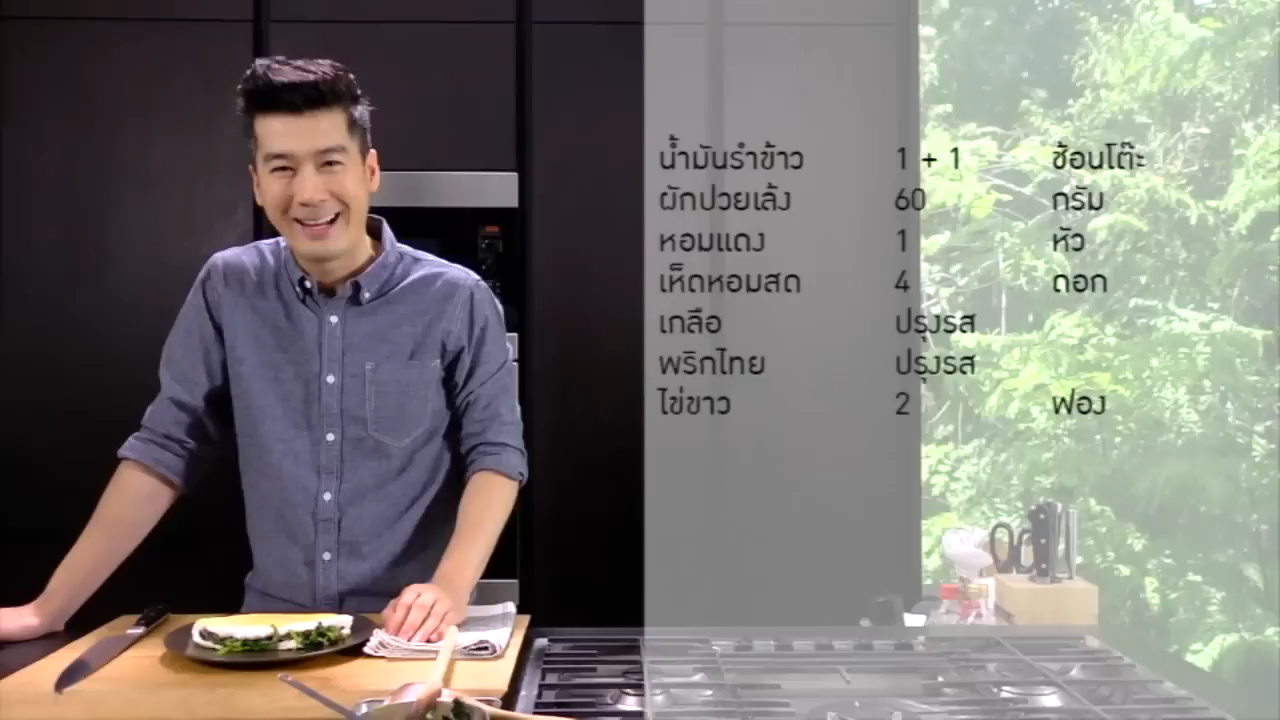 น้ำมันรำข้าว 1 + 1 ช้อนโต๊ะ
ผักปวยเล้ง 60 กรัม
หอมแดง 1 หัว
เห็ดหอมสด 4 ดอก
เกลือ ปรุงรส
พริกไทย ปรุงรส
ไข่ขาว 2 ฟอง